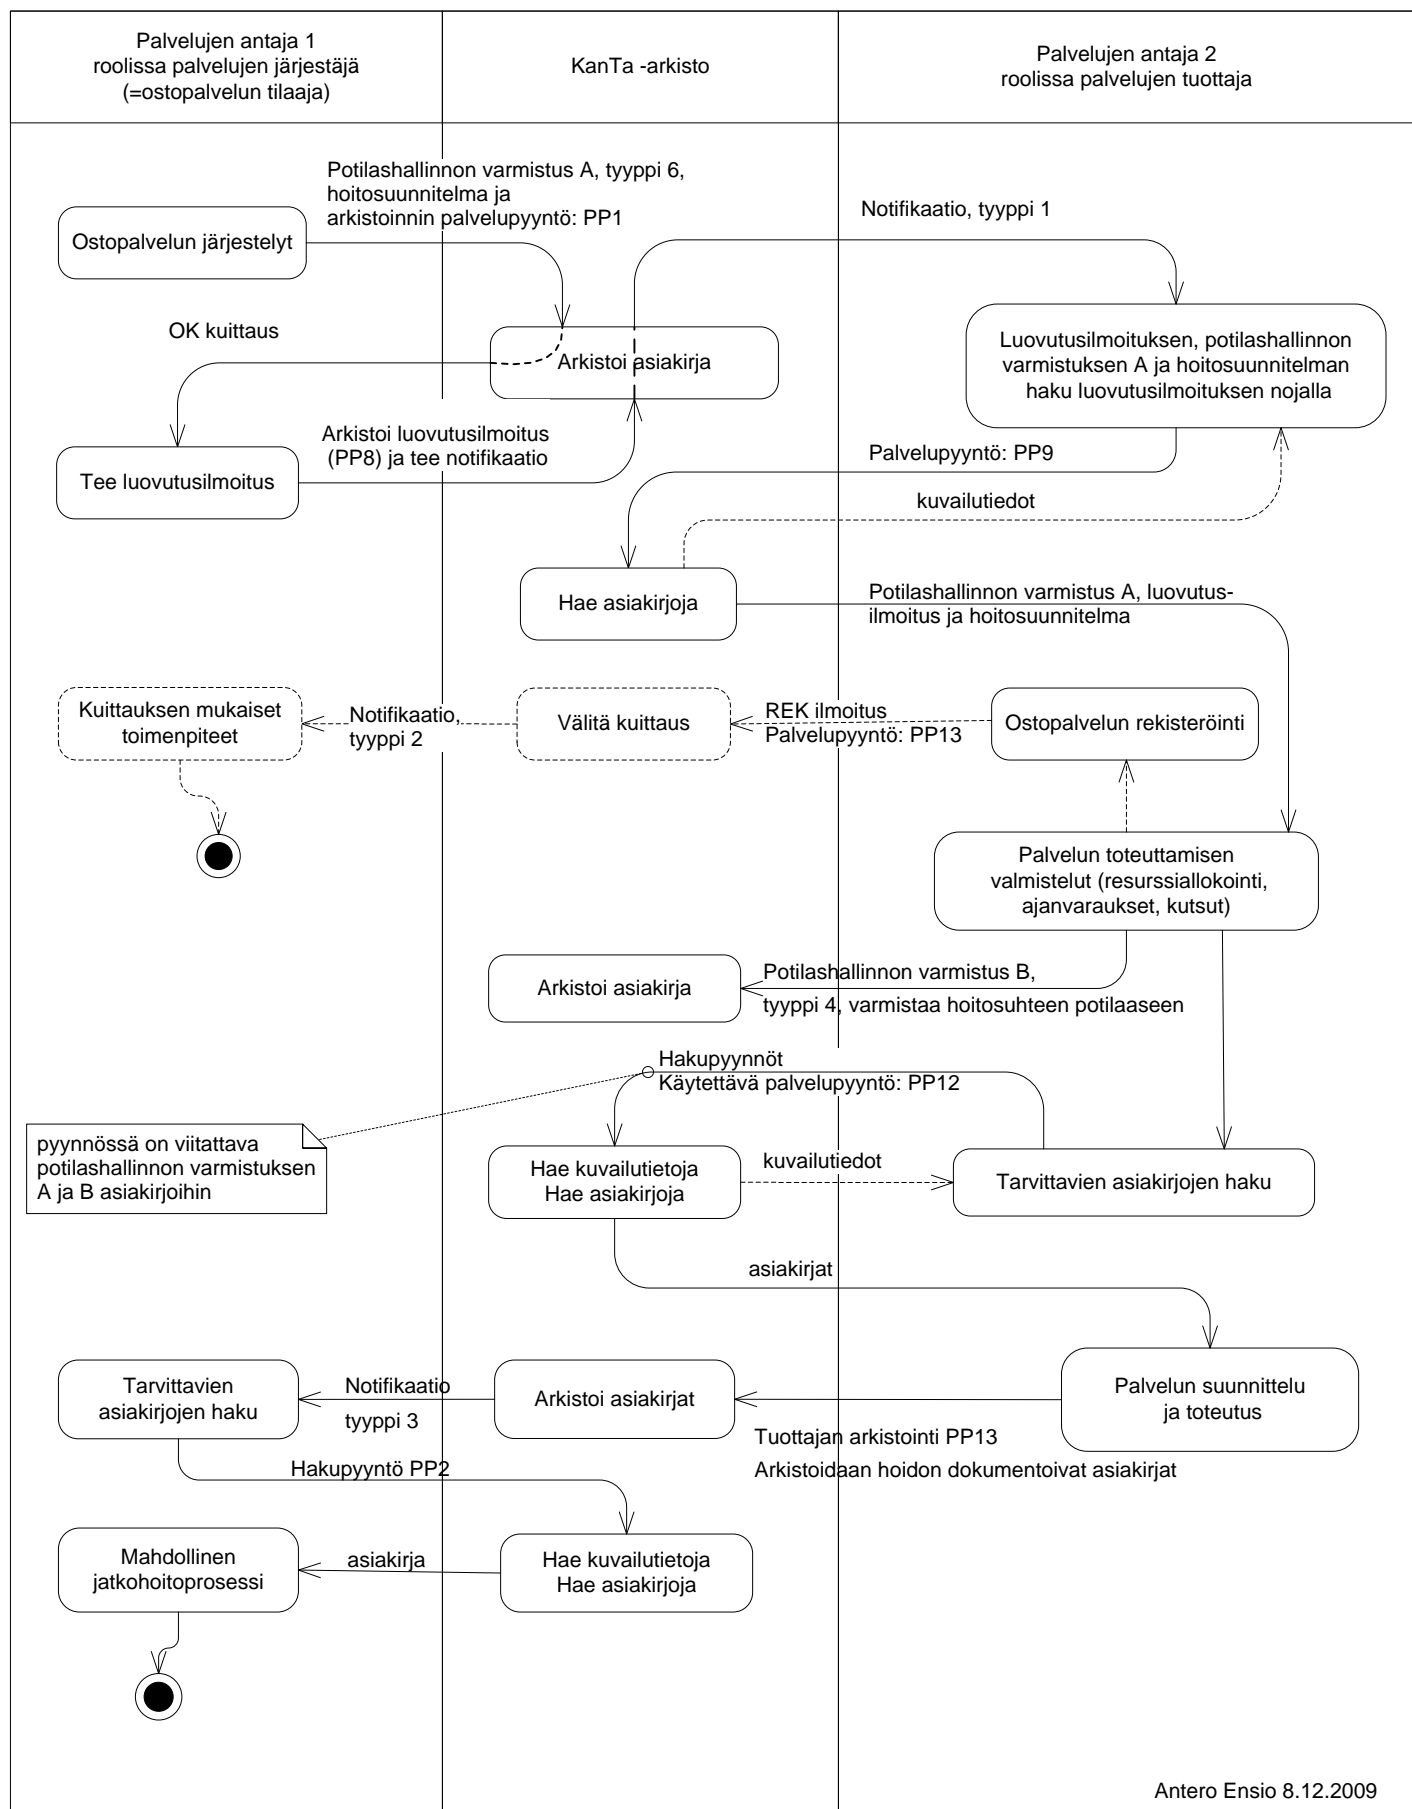 Palvelujen antaja 1
roolissa palvelujen järjestäjä
(=ostopalvelun tilaaja)
KanTa -arkisto
Palvelujen antaja 2
roolissa palvelujen tuottaja
Potilashallinnon varmistus A, tyyppi 6,
hoitosuunnitelma ja
arkistoinnin palvelupyyntö: PP1
Notifikaatio, tyyppi 1
Ostopalvelun järjestelyt
OK kuittaus
Arkistoi asiakirja
Luovutusilmoituksen, potilashallinnon
varmistuksen A ja hoitosuunnitelman
haku luovutusilmoituksen nojalla
Arkistoi luovutusilmoitus
(PP8) ja tee notifikaatio
Tee luovutusilmoitus
Palvelupyyntö: PP9
kuvailutiedot
Hae asiakirjoja
Potilashallinnon varmistus A, luovutus-
ilmoitus ja hoitosuunnitelma
Kuittauksen mukaiset
toimenpiteet
Notifikaatio,
tyyppi 2
Välitä kuittaus
REK ilmoitus
Palvelupyyntö: PP13
Ostopalvelun rekisteröinti
Palvelun toteuttamisen
valmistelut (resurssiallokointi,
ajanvaraukset, kutsut)
Arkistoi asiakirja
Potilashallinnon varmistus B,
tyyppi 4, varmistaa hoitosuhteen potilaaseen
Hakupyynnöt
Käytettävä palvelupyyntö: PP12
pyynnössä on viitattava
potilashallinnon varmistuksen
A ja B asiakirjoihin
Hae kuvailutietoja
Hae asiakirjoja
kuvailutiedot
Tarvittavien asiakirjojen haku
asiakirjat
Tarvittavien
asiakirjojen haku
Notifikaatio
tyyppi 3
Arkistoi asiakirjat
Palvelun suunnittelu
ja toteutus
Tuottajan arkistointi PP13
Arkistoidaan hoidon dokumentoivat asiakirjat
Hakupyyntö PP2
Mahdollinen
jatkohoitoprosessi
asiakirja
Hae kuvailutietoja
Hae asiakirjoja
Antero Ensio 8.12.2009